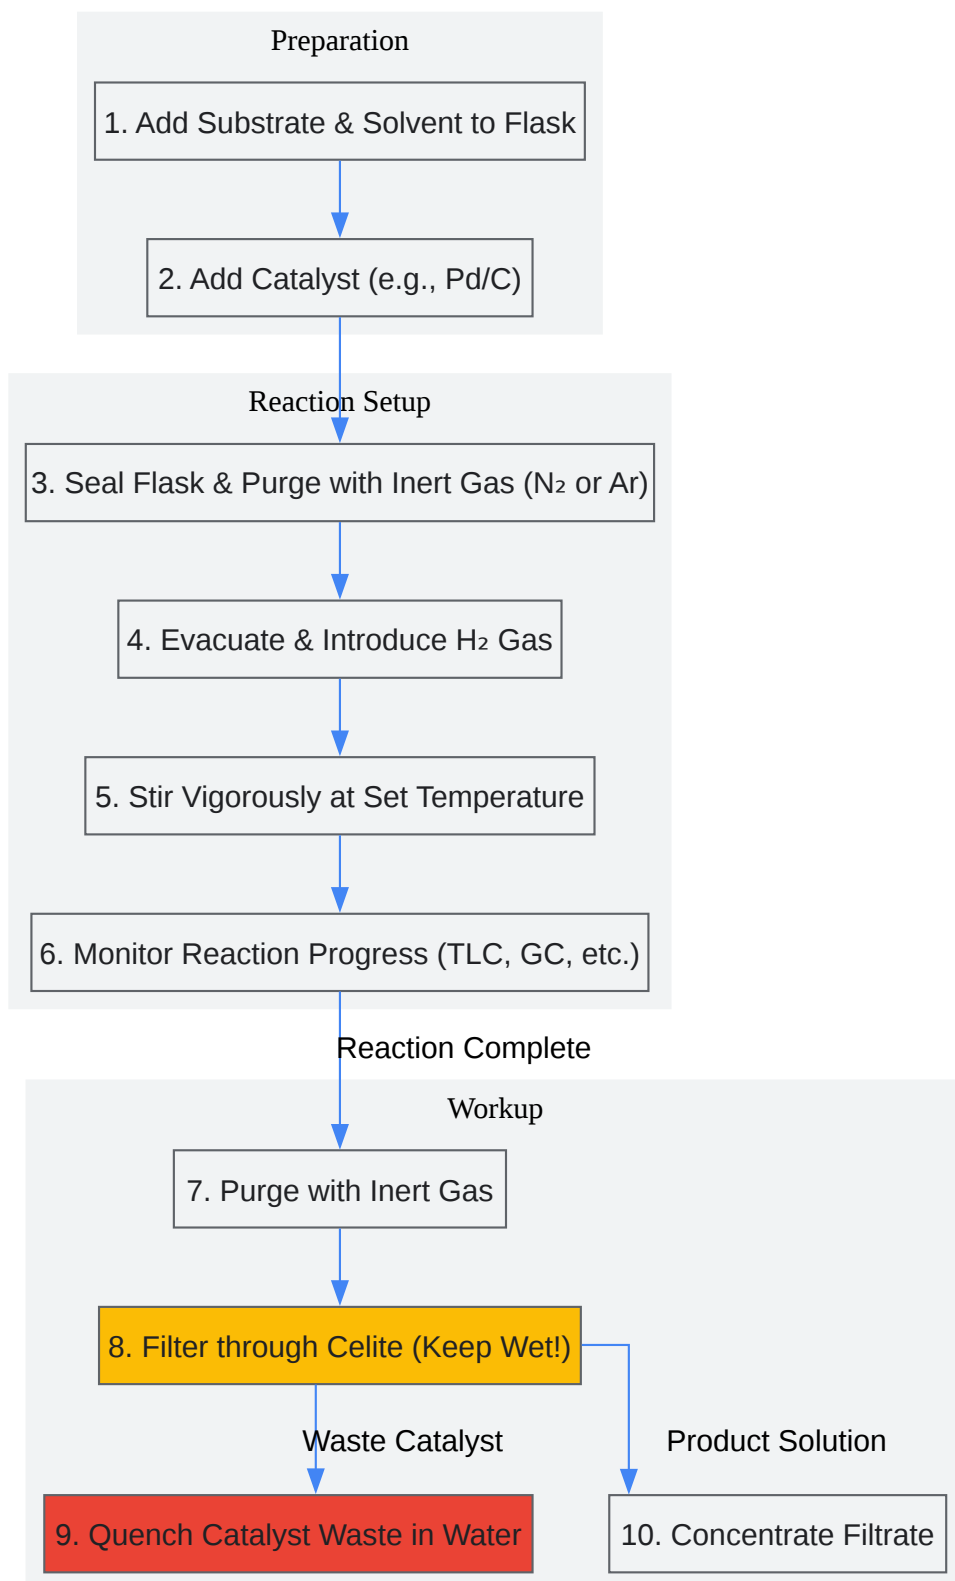 Preparation
1. Add Substrate & Solvent to Flask
2. Add Catalyst (e.g., Pd/C)
Reaction Setup
3. Seal Flask & Purge with Inert Gas (N₂ or Ar)
4. Evacuate & Introduce H₂ Gas
5. Stir Vigorously at Set Temperature
6. Monitor Reaction Progress (TLC, GC, etc.)
Reaction Complete
Workup
7. Purge with Inert Gas
8. Filter through Celite (Keep Wet!)
Waste Catalyst
Product Solution
9. Quench Catalyst Waste in Water
10. Concentrate Filtrate